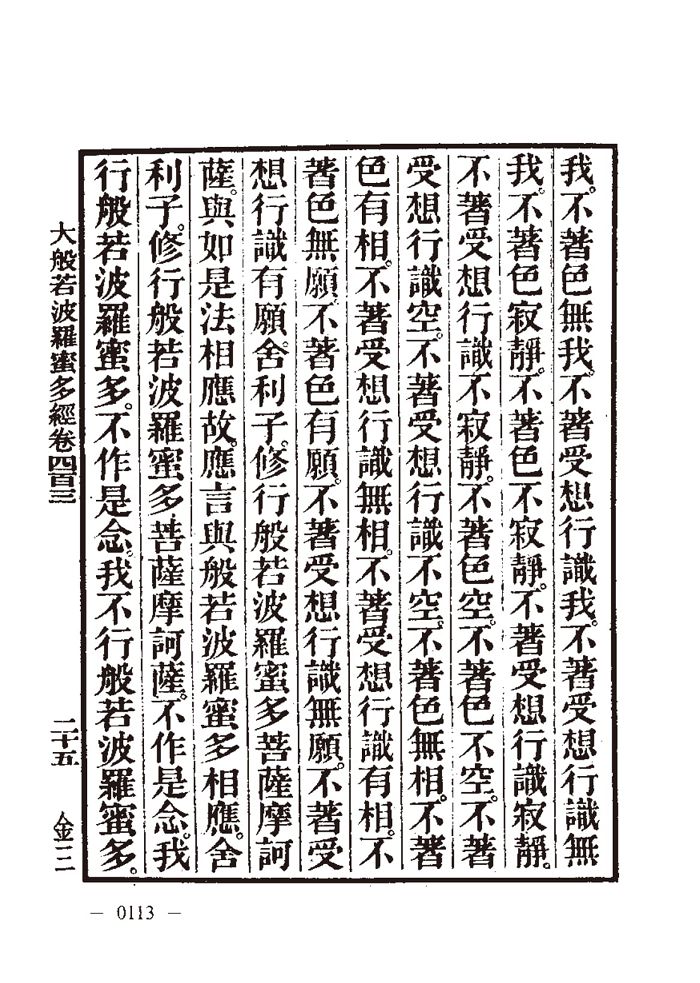 我。不著色無我。不著受想行識我。不著受想行識無
我。不著色寂靜。不著色不寂靜。不著受想行識寂靜。
不著受想行識不寂靜。不著色空。不著色不空。不著
受想行識空。不著受想行識不空。不著色無相。不著
色有相。不著受想行識無相。不著受想行識有相。不
著色無願。不著色有願。不著受想行識無願。不著受
想行識有願。舍利子。修行般若波羅蜜多菩薩摩訶
薩。與如是法相應故。應言與般若波羅蜜多相應。舍
利子。修行般若波羅蜜多菩薩摩訶薩。不作是念。我
行般若波羅蜜多。不作是念。我不行般若波羅蜜多。
大般若波羅蜜多經卷四百三 二十五 金三
— 0113 —